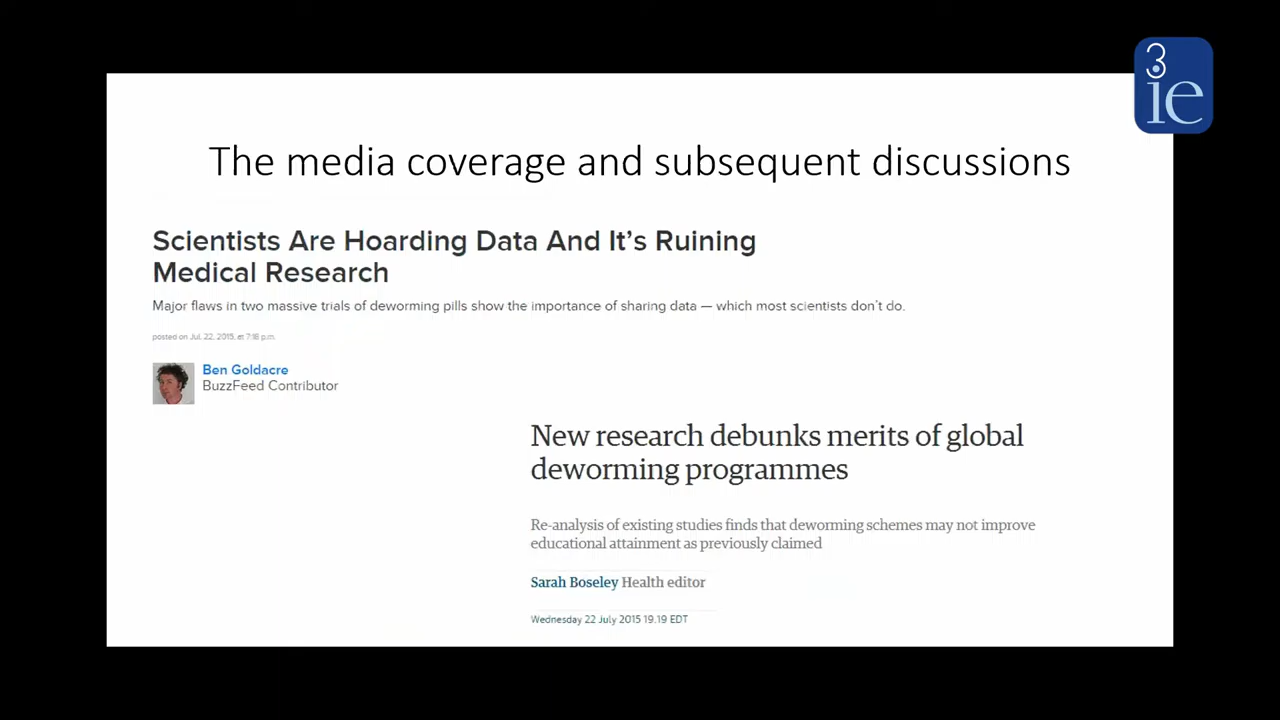 3
ie
The media coverage and subsequent discussions
Scientists Are Hoarding Data And It’s Ruining
Medical Research
Major flaws in two massive trials of deworming pills show the importance of sharing data — which most scientists don’t do.
posted on Jul. 22, 2015, at 7:18 p.m.
Ben Goldacre
BuzzFeed Contributor
New research debunks merits of global
deworming programmes
Re-analysis of existing studies finds that deworming schemes may not improve
educational attainment as previously claimed
Sarah Boseley Health editor
Wednesday 22 July 2015 19.19 EDT